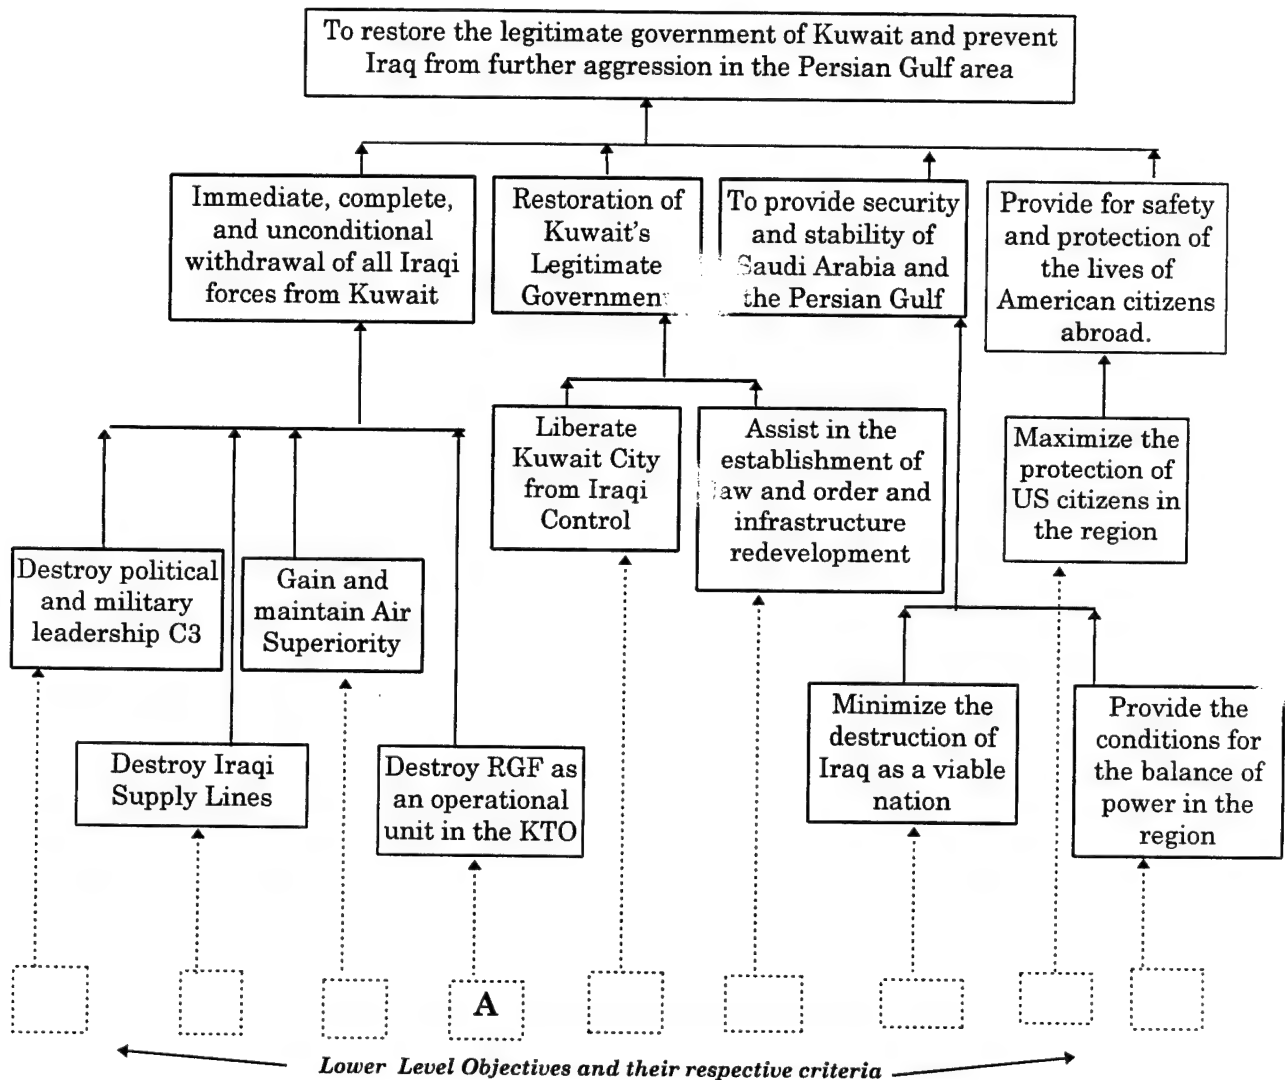 To restore the legitimate government of Kuwait and prevent
Iraq from further aggression in the Persian Gulf area
Immediate, complete,
and unconditional
withdrawal of all Iraqi
forces from Kuwait
Restoration of
Kuwait's
Legitimate
Government
To provide security
and stability of
Saudi Arabia and
the Persian Gulf
Provide for safety
and protection of
the lives of
American citizens
abroad.
Liberate
Kuwait City
from Iraqi
Control
Assist in the
establishment of
law and order and
infrastructure
redevelopment
Maximize the
protection of
US citizens in
the region
Destroy political
and military
leadership C3
Gain and
maintain Air
Superiority
Minimize the
destruction of
Iraq as a viable
nation
Provide the
conditions for
the balance of
power in the
region
Destroy Iraqi
Supply Lines
Destroy RGF as
an operational
unit in the KTO
A
Lower Level Objectives and their respective criteria